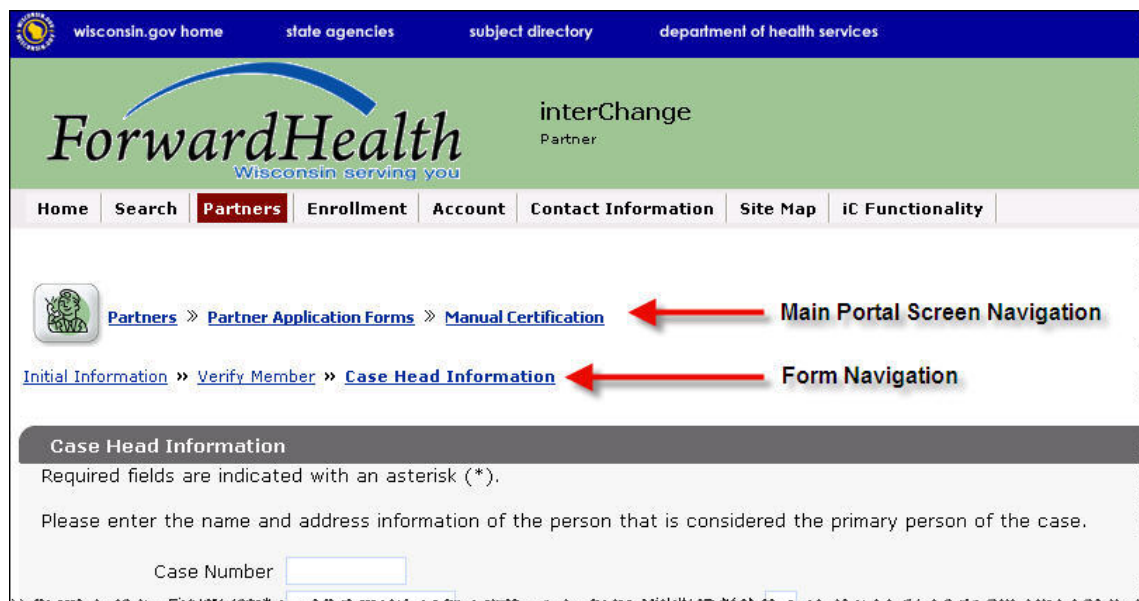 wisconsin.gov home state agencies subject directory department of health services
ForwardHealth
Wisconsin serving you
interChange
Partner
Home Search Partners Enrollment Account Contact Information Site Map iC Functionality
Partners » Partner Application Forms » Manual Certification
Main Portal Screen Navigation
Initial Information » Verify Member » Case Head Information
Form Navigation
Case Head Information
Required fields are indicated with an asterisk (*).
Please enter the name and address information of the person that is considered the primary person of the case.
Case Number